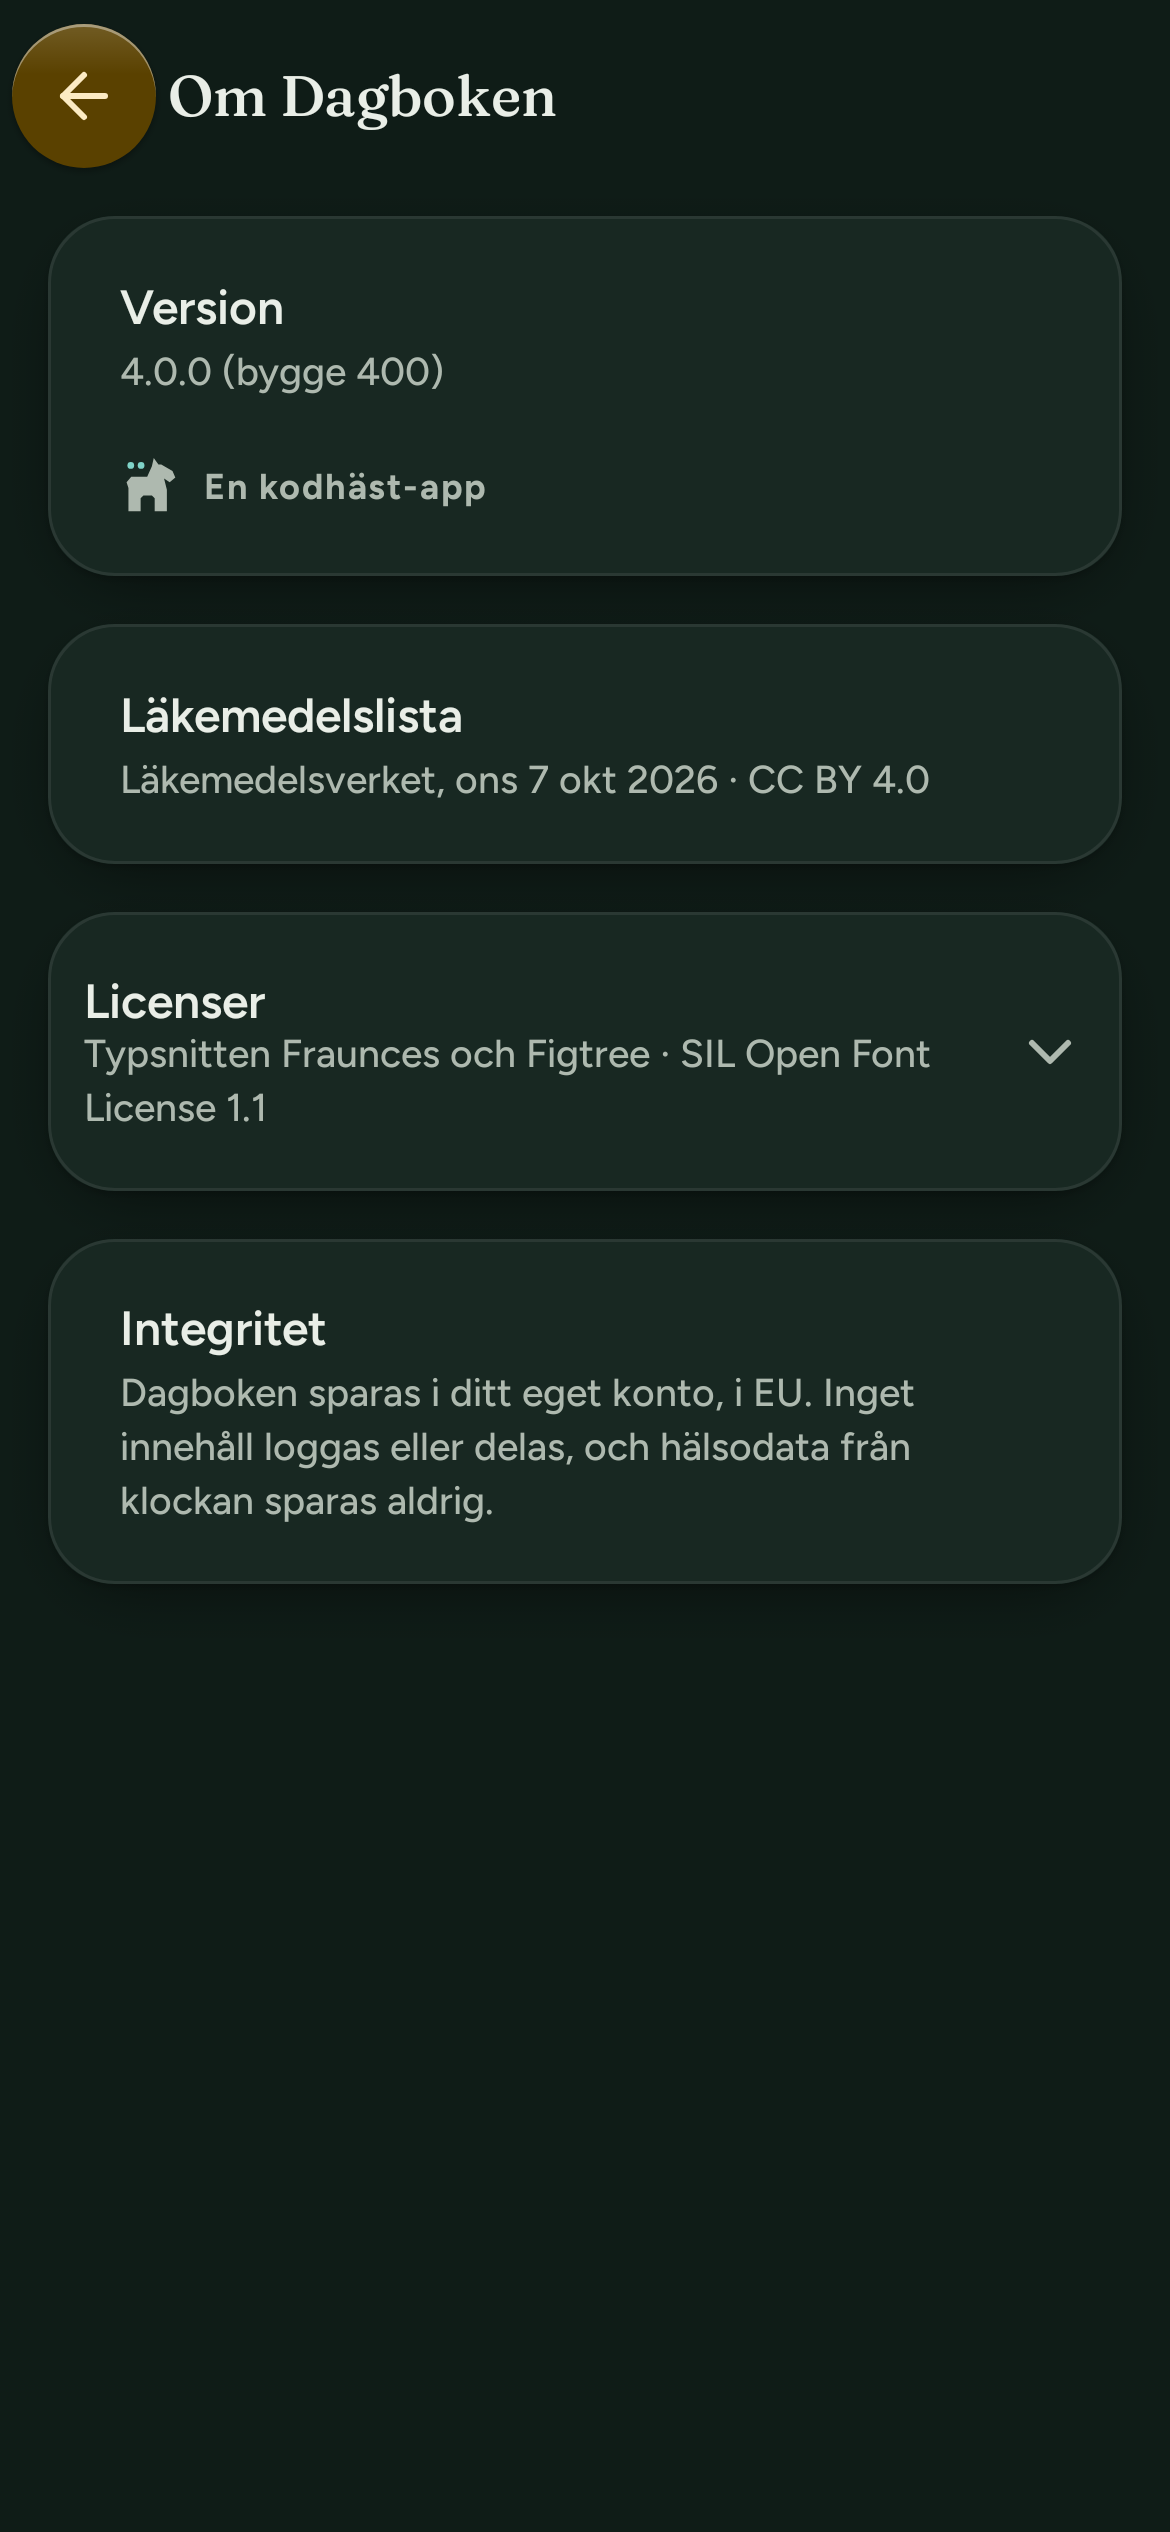 Om Dagboken
Version
4.0.0 (bygge 400)
En kodhäst-app
Läkemedelslista
Läkemedelsverket, ons 7 okt 2026 · CC BY 4.0
Licenser
Typsnitten Fraunces och Figtree · SIL Open Font
License 1.1
Integritet
Dagboken sparas i ditt eget konto, i EU. Inget
innehåll loggas eller delas, och hälsodata från
klockan sparas aldrig.